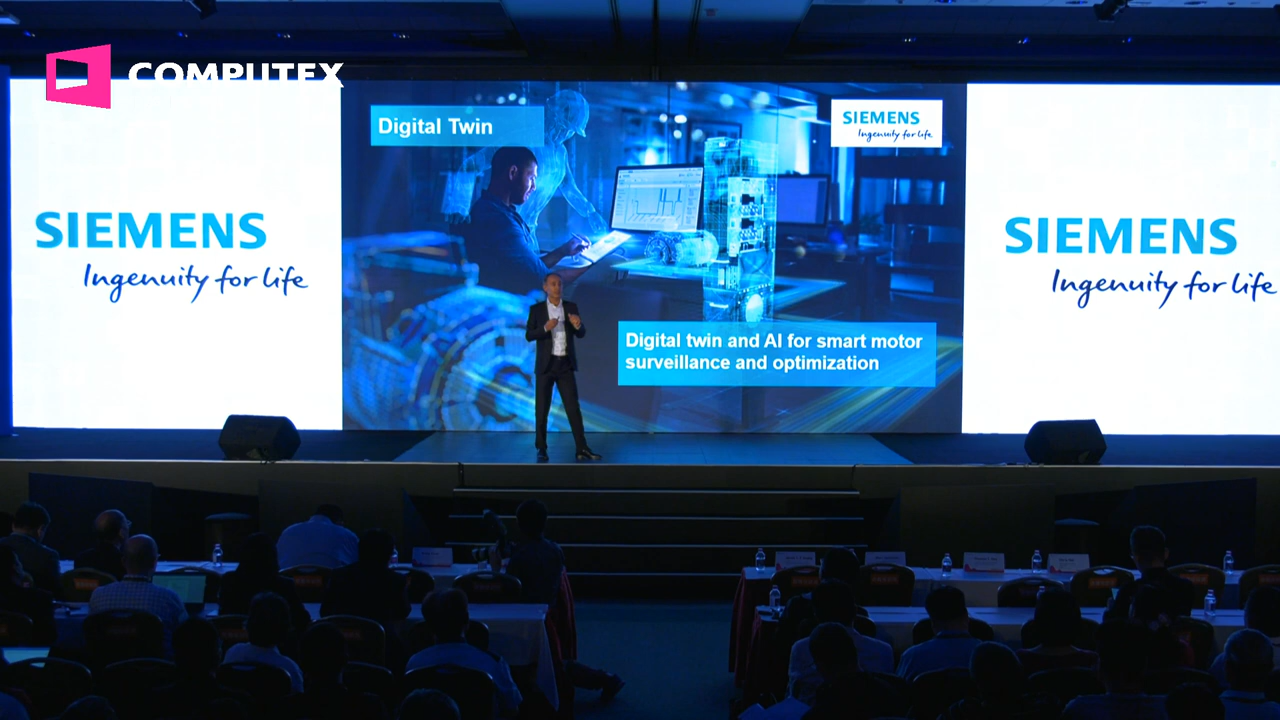 COMPUTEX
SIEMENS
Ingenuity for life
Digital Twin
SIEMENS
Ingenuity for life
Digital twin and AI for smart motor
surveillance and optimization
SIEMENS
Ingenuity for life